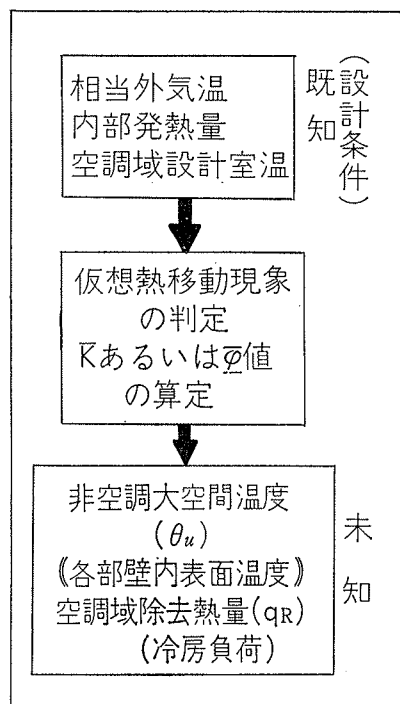 相当外気温
内部発熱量
空調域設計室温
既知
(設計条件)
仮想熱移動現象
の判定
K̅あるいはφ̅値
の算定
非空調大空間温度
(θu)
《各部壁内表面温度》
空調域除去熱量(qR)
(冷房負荷)
未知